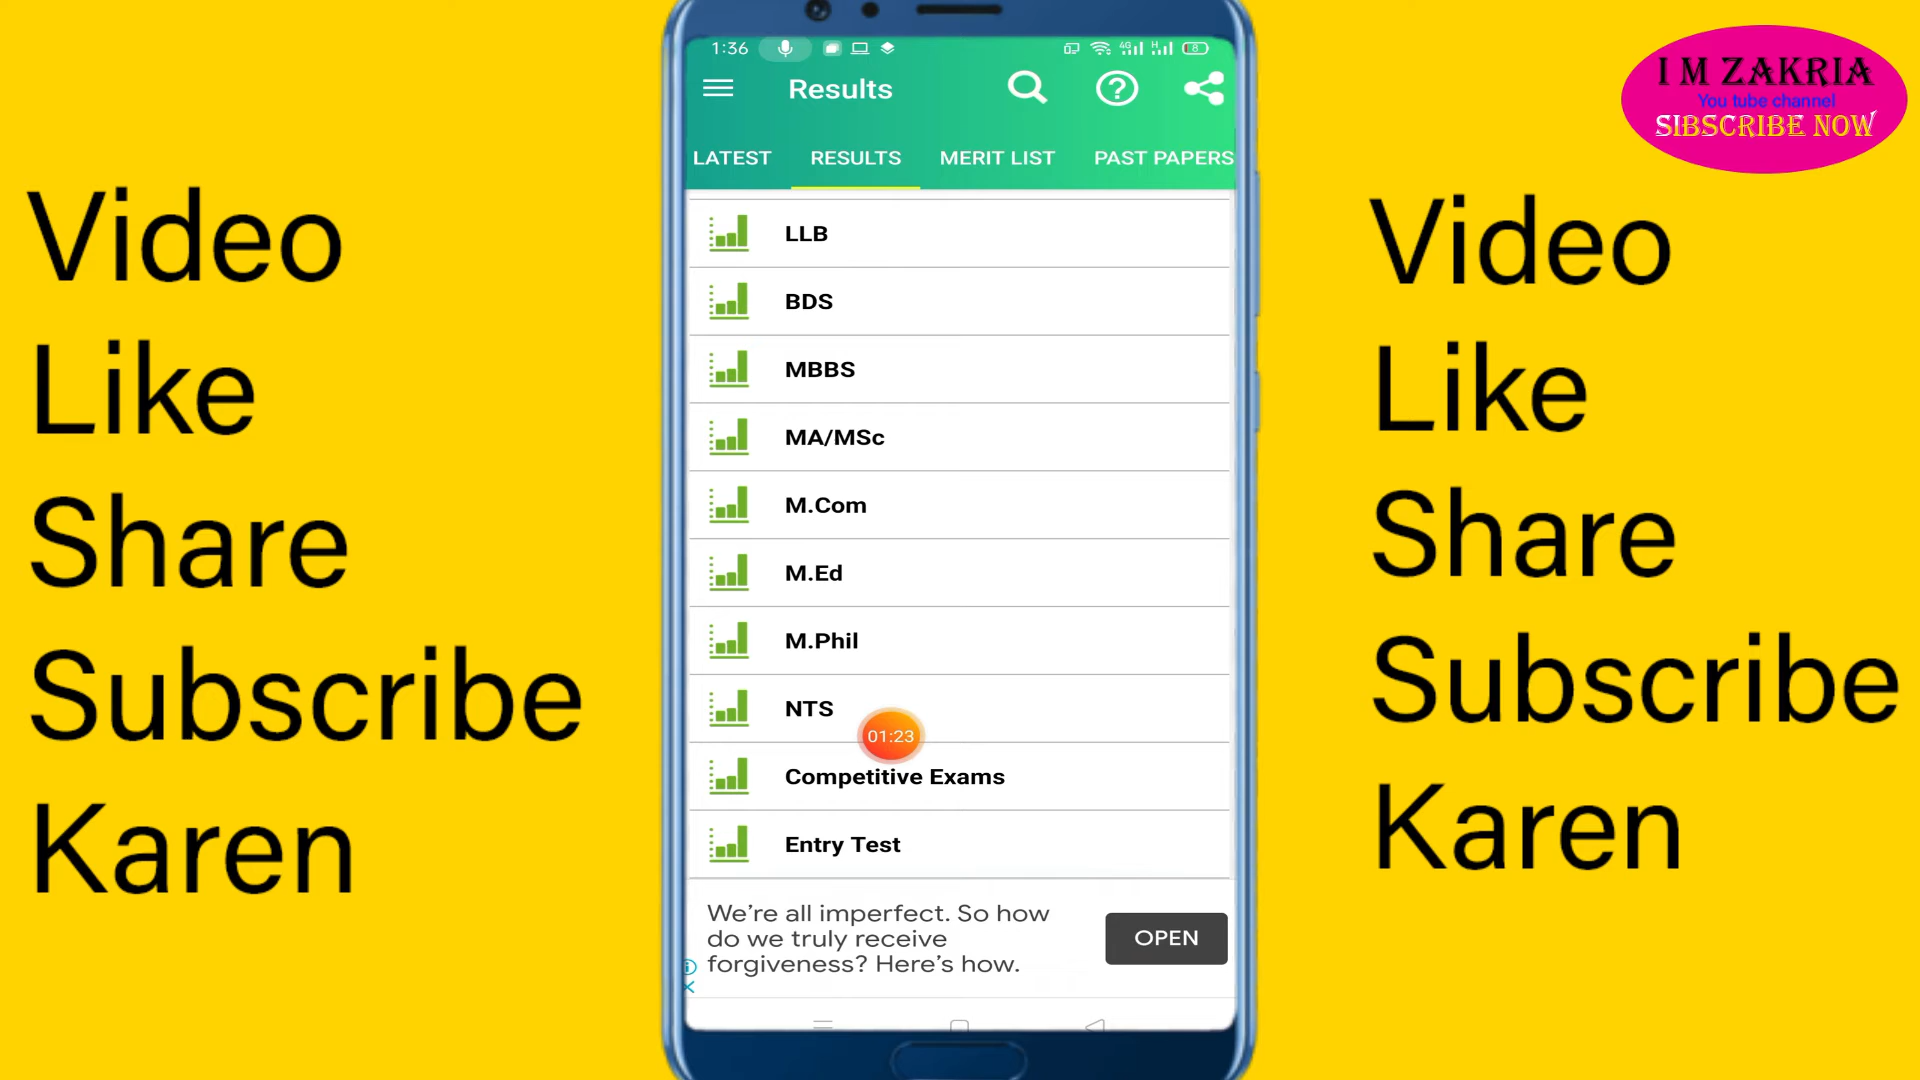 Video
Like
Share
Subscribe
Karen
1:36
4G
H
8
Results
?
LATEST
RESULTS
MERIT LIST
PAST PAPERS
LLB
BDS
MBBS
MA/MSc
M.Com
M.Ed
M.Phil
NTS
01:23
Competitive Exams
Entry Test
We're all imperfect. So how
do we truly receive
forgiveness? Here's how.
OPEN
I M ZAKRIA
You tube channel
SIBSCRIBE NOW
Video
Like
Share
Subscribe
Karen